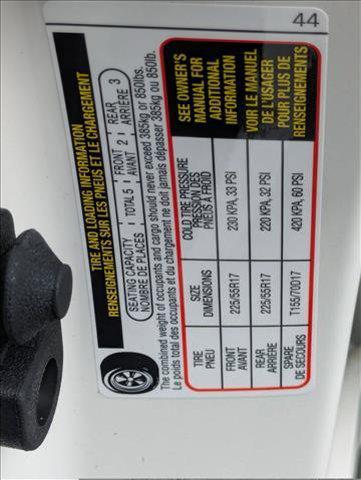 44
TIRE AND LOADING INFORMATION
RENSEIGNEMENTS SUR LES PNEUS ET LE CHARGEMENT
SEATING CAPACITY TOTAL 5 FRONT 2 REAR 3
NOMBRE DE PLACES AVANT ARRIÈRE
The combined weight of occupants and cargo should never exceed 385kg or 850lbs.
Le poids total des occupants et du chargement ne doit jamais dépasser 385kg ou 850lb.
TIRE SIZE COLD TIRE PRESSURE
PNEU DIMENSIONS PRESSION DES
PNEUS À FROID
FRONT 225/55R17 230 KPA, 33 PSI
AVANT
REAR 225/55R17 220 KPA, 32 PSI
ARRIÈRE
SPARE T155/70D17 420 KPA, 60 PSI
DE SECOURS
SEE OWNER'S
MANUAL FOR
ADDITIONAL
INFORMATION
VOIR LE MANUEL
DE L'USAGER
POUR PLUS DE
RENSEIGNEMENTS